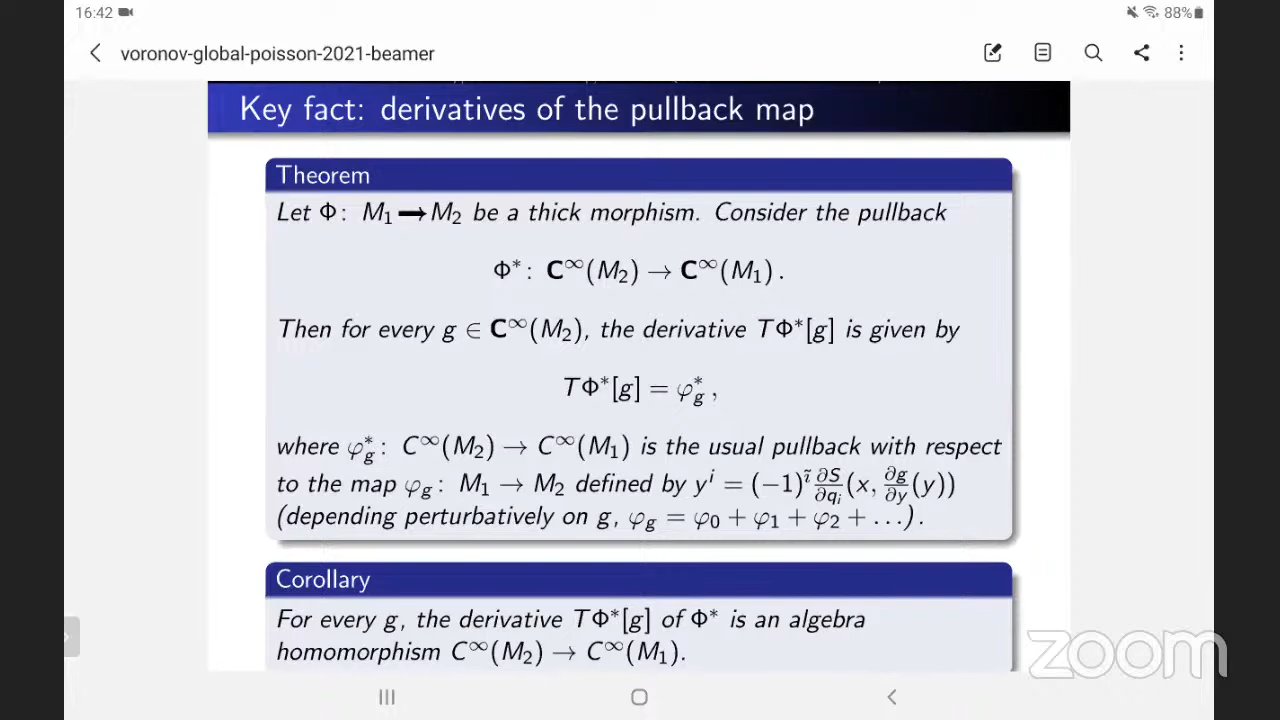 16:42
88%
voronov-global-poisson-2021-beamer
Key fact: derivatives of the pullback map
Theorem
Let Φ: M₁ ➞ M₂ be a thick morphism. Consider the pullback
Φ*: C∞(M₂) → C∞(M₁).
Then for every g ∈ C∞(M₂), the derivative TΦ*[g] is given by
TΦ*[g] = φ*_g ,
where φ*_g: C∞(M₂) → C∞(M₁) is the usual pullback with respect
to the map φ_g: M₁ → M₂ defined by yⁱ = (−1)^ĩ ∂S/∂q_i (x, ∂g/∂y (y))
(depending perturbatively on g, φ_g = φ₀ + φ₁ + φ₂ + ...).
Corollary
For every g, the derivative TΦ*[g] of Φ* is an algebra
homomorphism C∞(M₂) → C∞(M₁).
zoom